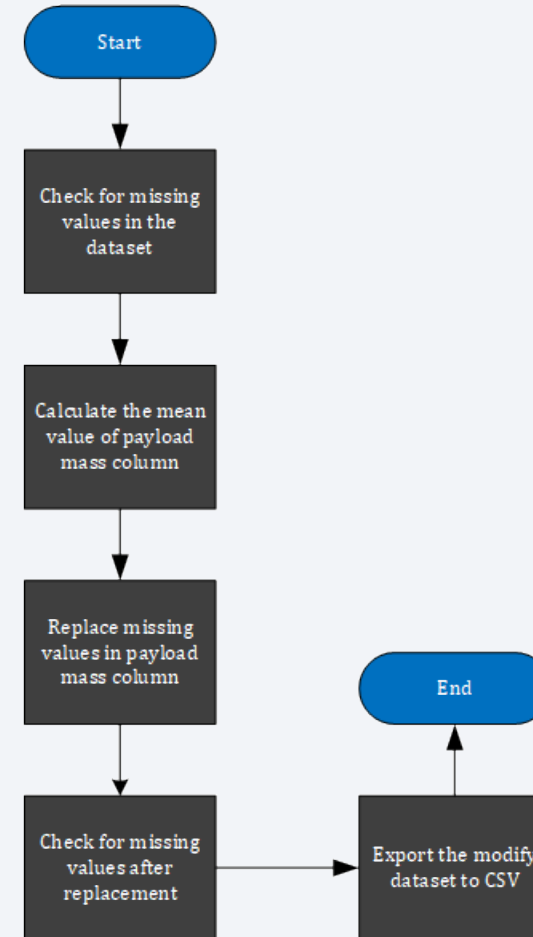 Start
Check for missing
values in the
dataset
Calculate the mean
value of payload
mass column
Replace missing
values in payload
mass column
Check for missing
values after
replacement
Export the modify
dataset to CSV
End